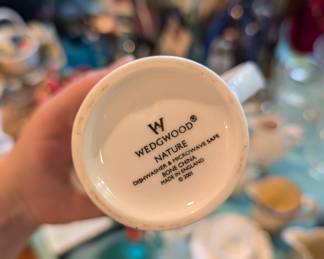 W
WEDGWOOD®
NATURE
DISHWASHER & MICROWAVE SAFE
BONE CHINA
MADE IN ENGLAND
© 2001